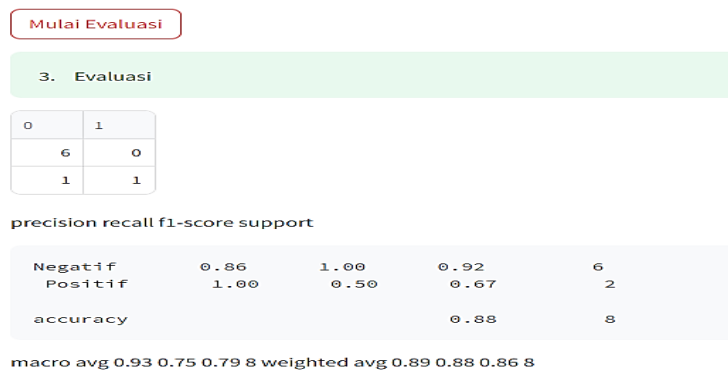 Mulai Evaluasi
3. Evaluasi
0 1
6 0
1 1
precision recall f1-score support
Negatif 0.86 1.00 0.92 6
Positif 1.00 0.50 0.67 2
accuracy 0.88 8
macro avg 0.93 0.75 0.79 8 weighted avg 0.89 0.88 0.86 8